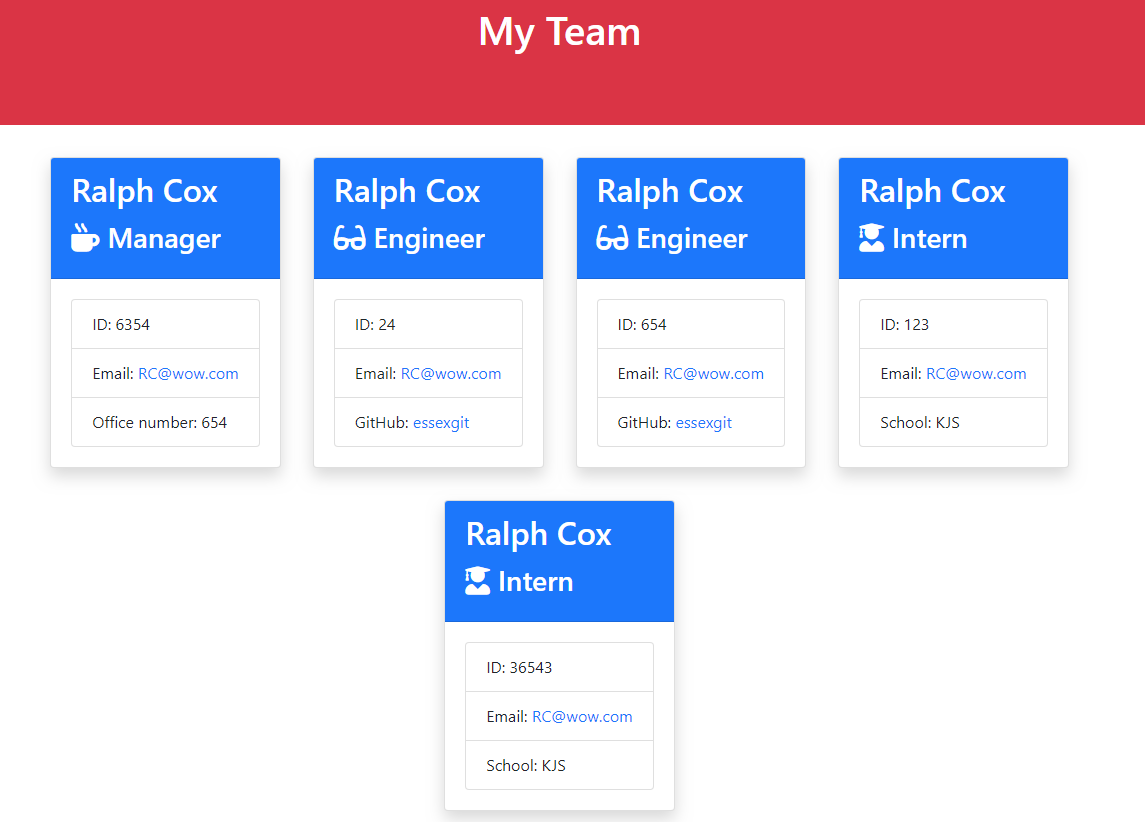 My Team
Ralph Cox
Manager
ID: 6354
Email: RC@wow.com
Office number: 654
Ralph Cox
Engineer
ID: 24
Email: RC@wow.com
GitHub: essexgit
Ralph Cox
Engineer
ID: 654
Email: RC@wow.com
GitHub: essexgit
Ralph Cox
Intern
ID: 123
Email: RC@wow.com
School: KJS
Ralph Cox
Intern
ID: 36543
Email: RC@wow.com
School: KJS